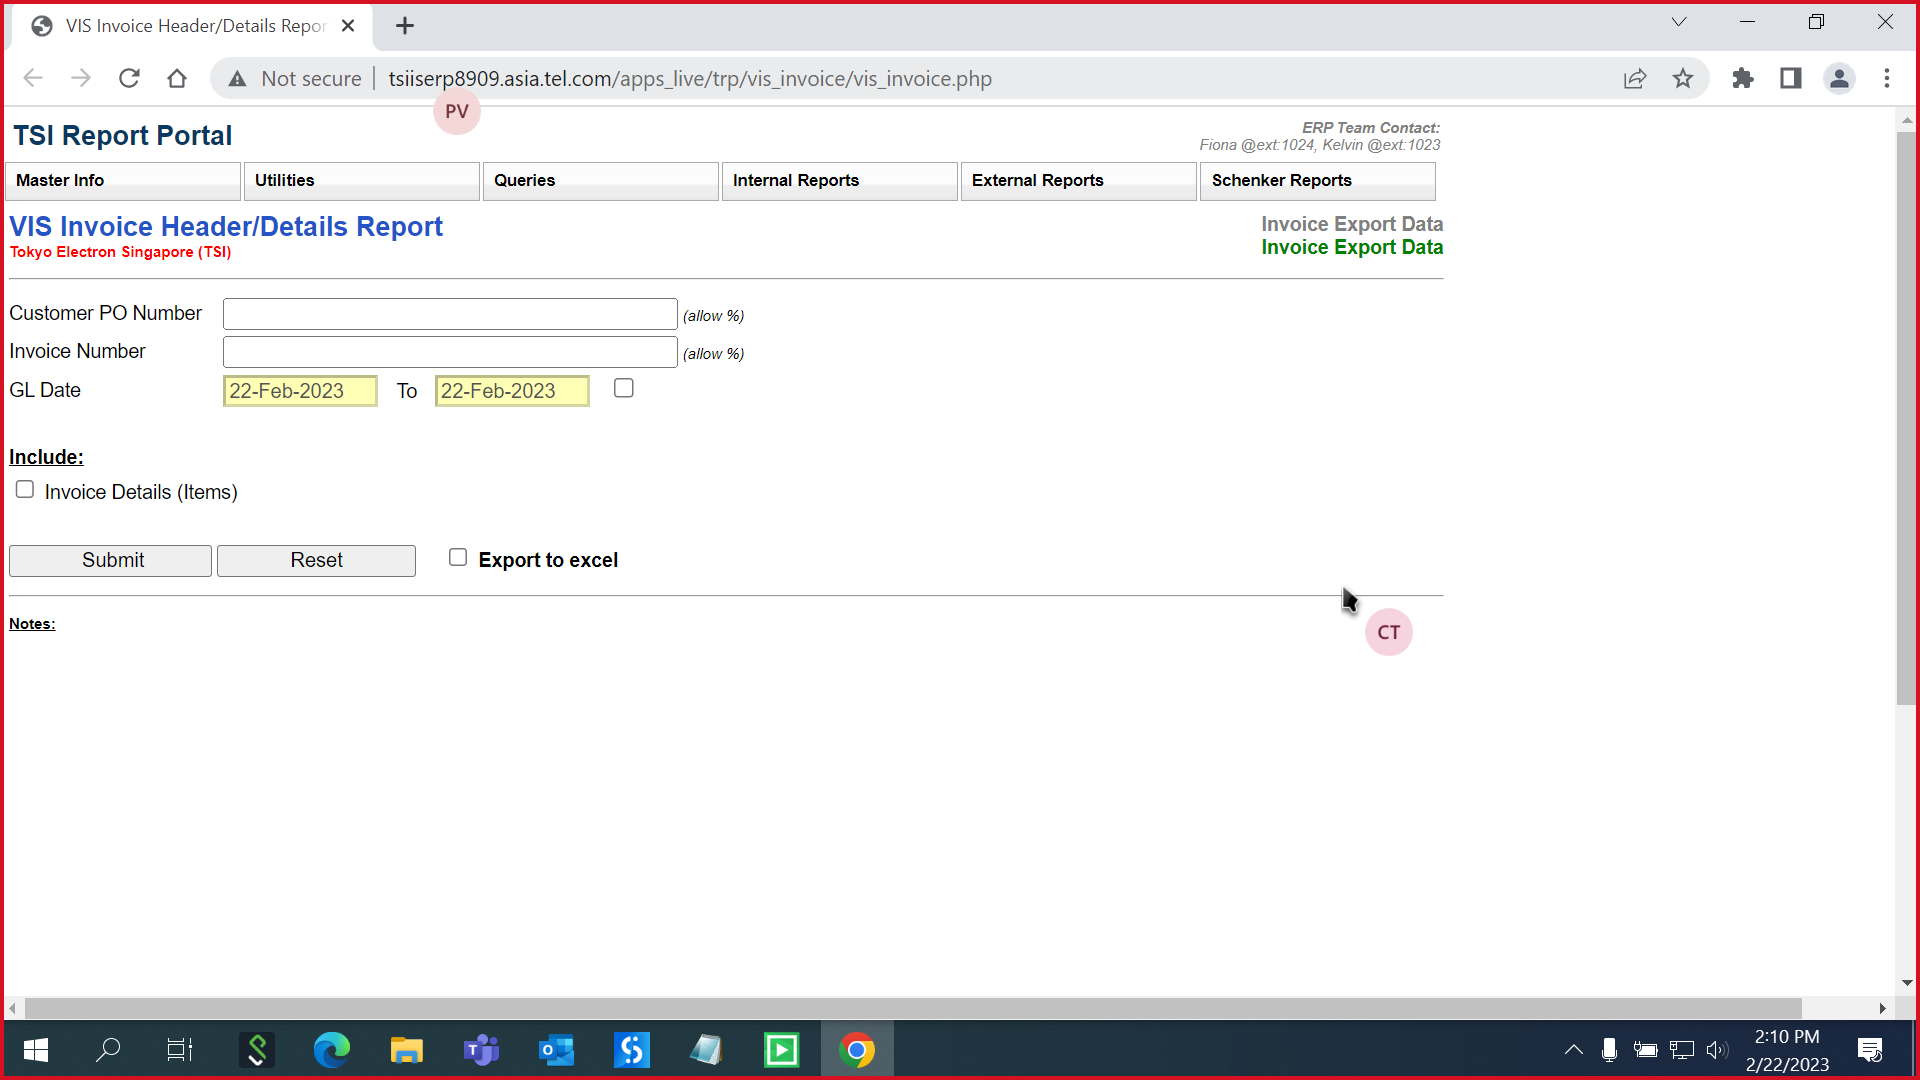 VIS Invoice Header/Details Repor
Not secure
tsiiserp8909.asia.tel.com/apps_live/trp/vis_invoice/vis_invoice.php
PV
TSI Report Portal
ERP Team Contact:
Fiona @ext:1024, Kelvin @ext:1023
Master Info
Utilities
Queries
Internal Reports
External Reports
Schenker Reports
VIS Invoice Header/Details Report
Invoice Export Data
Tokyo Electron Singapore (TSI)
Invoice Export Data
Customer PO Number
(allow %)
Invoice Number
(allow %)
GL Date
22-Feb-2023
To
22-Feb-2023
Include:
Invoice Details (Items)
Submit
Reset
Export to excel
Notes:
CT
2:10 PM
2/22/2023